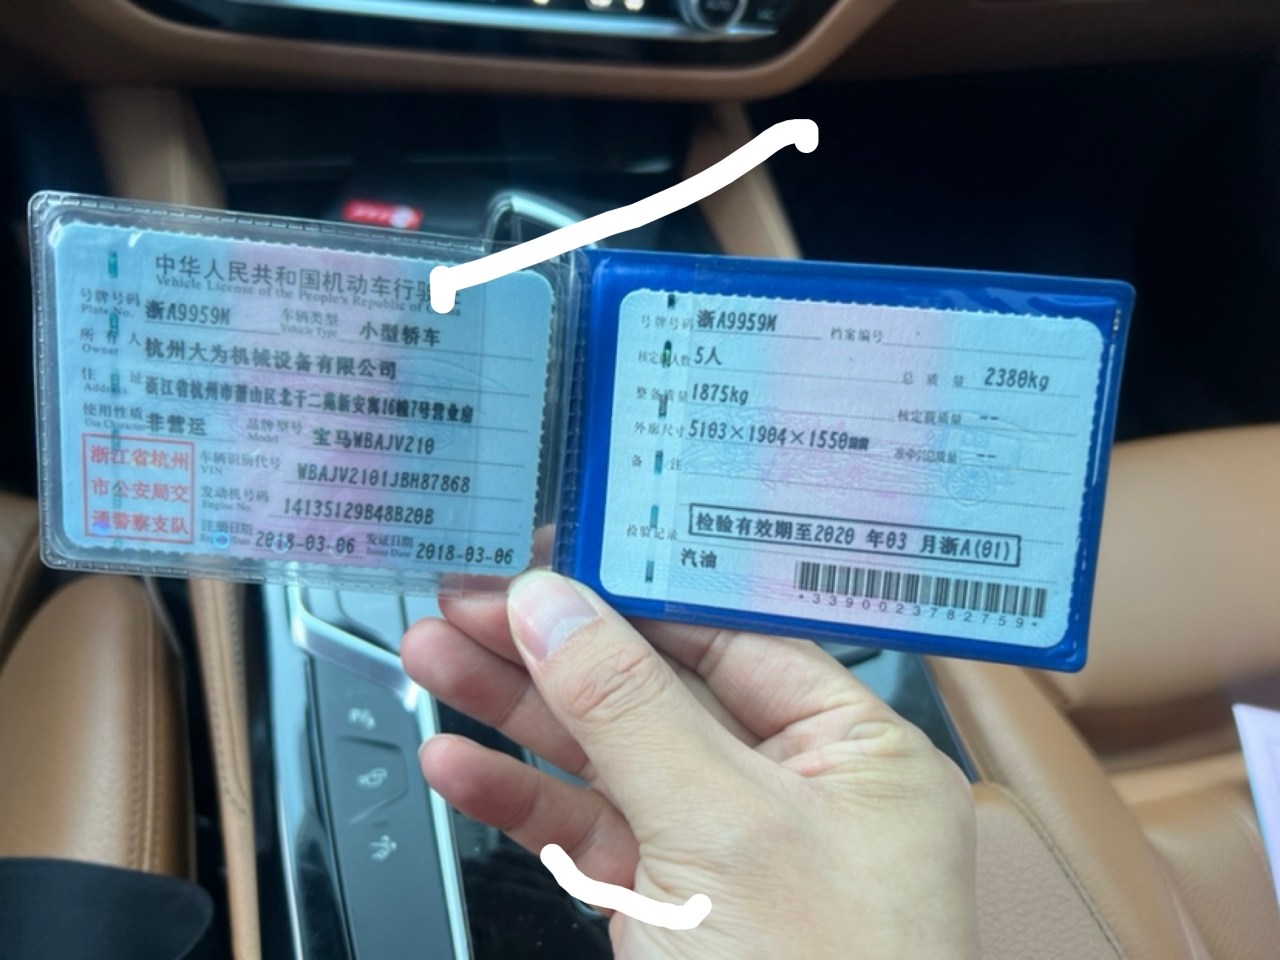 中华人民共和国机动车行驶
Vehicle License of the People's Republic of
号牌号码 浙A9959M 车辆类型 小型轿车
Plate No. Vehicle Type
所有人 杭州大为机械设备有限公司
Owner
住址 浙江省杭州市萧山区北干二苑新安寓16幢7号营业房
Address
使用性质 非营运 品牌型号 宝马WBAJV210
Use Character Model
浙江省杭州
市公安局交
通警察支队
车辆识别代号 WBAJV2101JBH87868
VIN
发动机号码 14135129B48B20B
Engine No.
注册日期 2018-03-06 发证日期 2018-03-06
Issue Date
号牌号码 浙A9959M 档案编号
核定载人数 5人 总质量 2380kg
整备质量 1875kg 核定载质量 --
外廓尺寸 5103×1904×1550mm 准牵引总质量 --
备注
检验记录 检验有效期至2020年03月浙A(01)
汽油
*3390023782759*